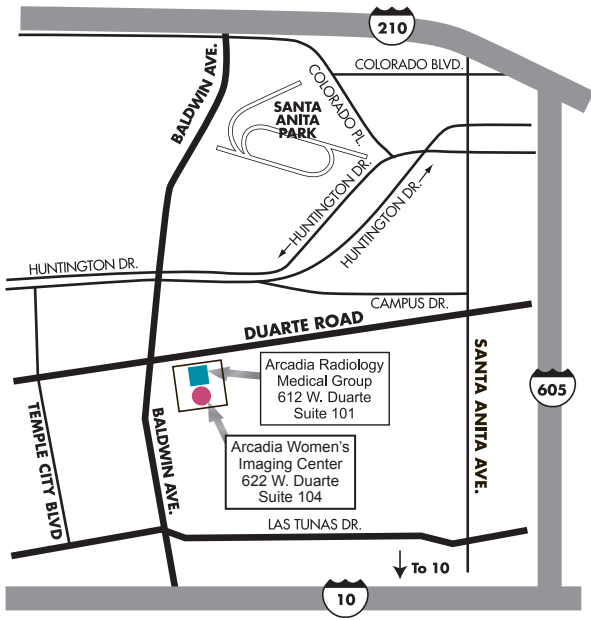 210
BALDWIN AVE.
COLORADO BLVD.
COLORADO PL.
SANTA
ANITA
PARK
HUNTINGTON DR.
HUNTINGTON DR.
HUNTINGTON DR.
CAMPUS DR.
DUARTE ROAD
Arcadia Radiology
Medical Group
612 W. Duarte
Suite 101
SANTA ANITA AVE.
605
TEMPLE CITY BLVD
BALDWIN AVE.
Arcadia Women's
Imaging Center
622 W. Duarte
Suite 104
LAS TUNAS DR.
To 10
10